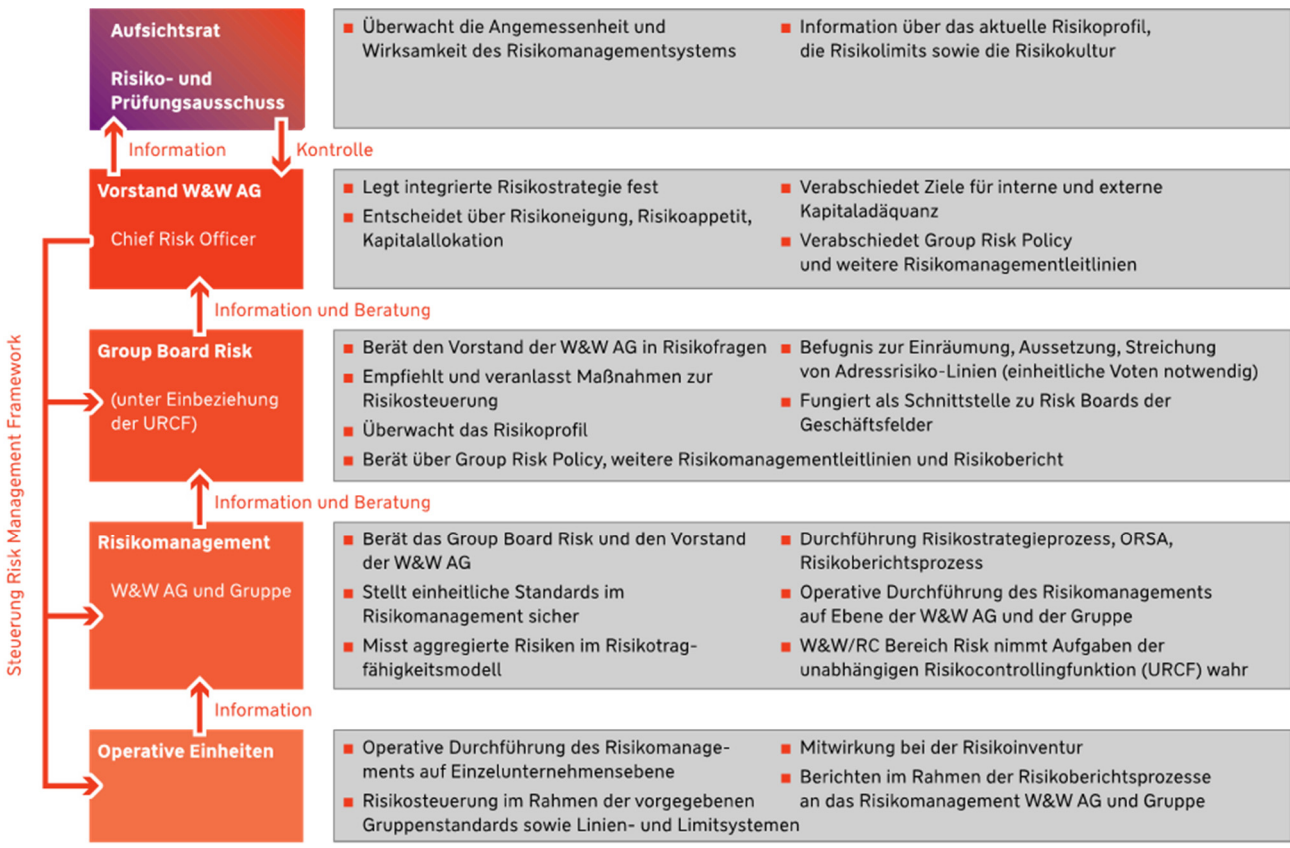 Aufsichtsrat
Risiko- und
Prüfungsausschuss
■ Überwacht die Angemessenheit und
Wirksamkeit des Risikomanagementsystems
■ Information über das aktuelle Risikoprofil,
die Risikolimits sowie die Risikokultur
Information
Kontrolle
Vorstand W&W AG
Chief Risk Officer
■ Legt integrierte Risikostrategie fest
■ Entscheidet über Risikoneigung, Risikoappetit,
Kapitalallokation
■ Verabschiedet Ziele für interne und externe
Kapitaladäquanz
■ Verabschiedet Group Risk Policy
und weitere Risikomanagementleitlinien
Information und Beratung
Group Board Risk
(unter Einbeziehung
der URCF)
■ Berät den Vorstand der W&W AG in Risikofragen
■ Empfiehlt und veranlasst Maßnahmen zur
Risikosteuerung
■ Überwacht das Risikoprofil
■ Berät über Group Risk Policy, weitere Risikomanagementleitlinien und Risikobericht
■ Befugnis zur Einräumung, Aussetzung, Streichung
von Adressrisiko-Linien (einheitliche Voten notwendig)
■ Fungiert als Schnittstelle zu Risk Boards der
Geschäftsfelder
Information und Beratung
Risikomanagement
W&W AG und Gruppe
■ Berät das Group Board Risk und den Vorstand
der W&W AG
■ Stellt einheitliche Standards im
Risikomanagement sicher
■ Misst aggregierte Risiken im Risikotrag-
fähigkeitsmodell
■ Durchführung Risikostrategieprozess, ORSA,
Risikoberichtsprozess
■ Operative Durchführung des Risikomanagements
auf Ebene der W&W AG und der Gruppe
■ W&W/RC Bereich Risk nimmt Aufgaben der
unabhängigen Risikocontrollingfunktion (URCF) wahr
Information
Operative Einheiten
■ Operative Durchführung des Risikomanage-
ments auf Einzelunternehmensebene
■ Risikosteuerung im Rahmen der vorgegebenen
Gruppenstandards sowie Linien- und Limitsystemen
■ Mitwirkung bei der Risikoinventur
■ Berichten im Rahmen der Risikoberichtsprozesse
an das Risikomanagement W&W AG und Gruppe
Steuerung Risk Management Framework